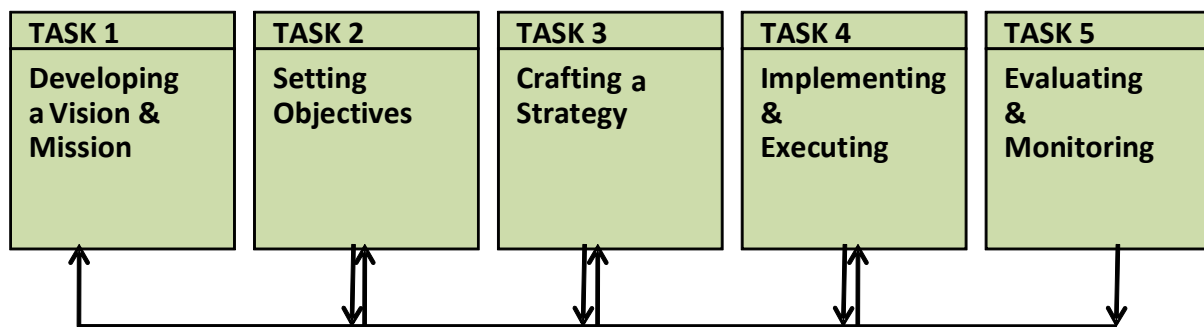 TASK 1
Developing
a Vision &
Mission
TASK 2
Setting
Objectives
TASK 3
Crafting a
Strategy
TASK 4
Implementing
&
Executing
TASK 5
Evaluating
&
Monitoring